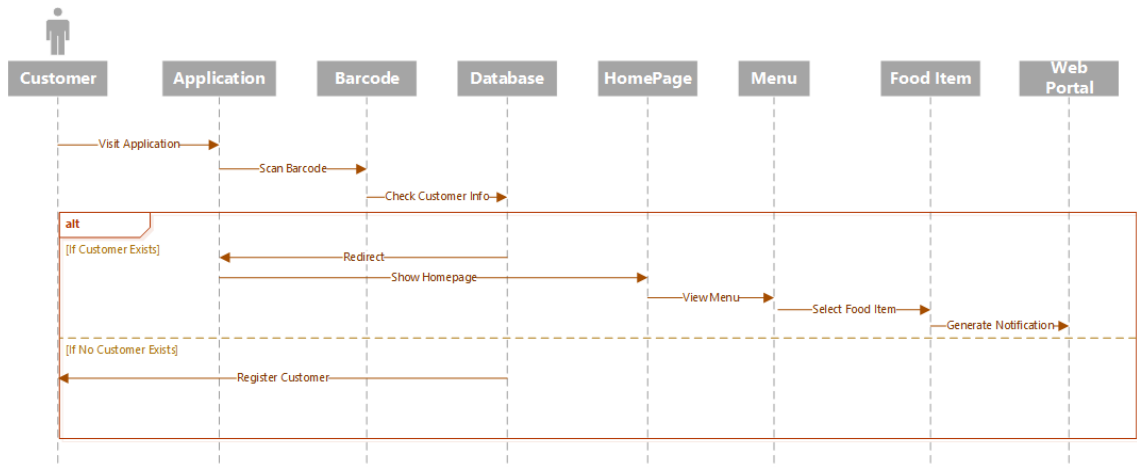 Customer
Application
Barcode
Database
HomePage
Menu
Food Item
Web
Portal
Visit Application
Scan Barcode
Check Customer Info
alt
[If Customer Exists]
Redirect
Show Homepage
View Menu
Select Food Item
Generate Notification
[If No Customer Exists]
Register Customer